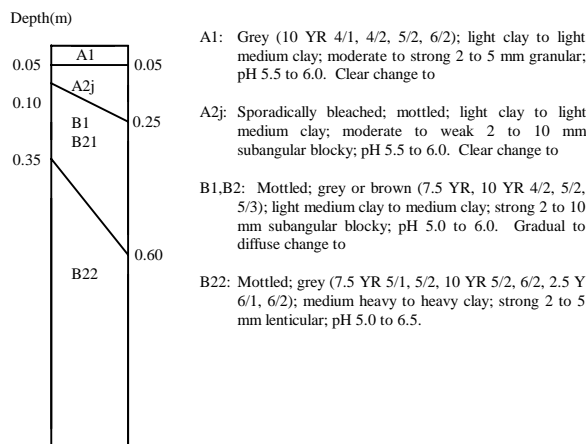 Depth(m)
A1
0.05
0.05
A2j
0.10
B1
0.25
B21
0.35
0.60
B22
A1: Grey (10 YR 4/1, 4/2, 5/2, 6/2); light clay to light
medium clay; moderate to strong 2 to 5 mm granular;
pH 5.5 to 6.0. Clear change to
A2j: Sporadically bleached; mottled; light clay to light
medium clay; moderate to weak 2 to 10 mm
subangular blocky; pH 5.5 to 6.0. Clear change to
B1,B2: Mottled; grey or brown (7.5 YR, 10 YR 4/2, 5/2,
5/3); light medium clay to medium clay; strong 2 to 10
mm subangular blocky; pH 5.0 to 6.0. Gradual to
diffuse change to
B22: Mottled; grey (7.5 YR 5/1, 5/2, 10 YR 5/2, 6/2, 2.5 Y
6/1, 6/2); medium heavy to heavy clay; strong 2 to 5
mm lenticular; pH 5.0 to 6.5.